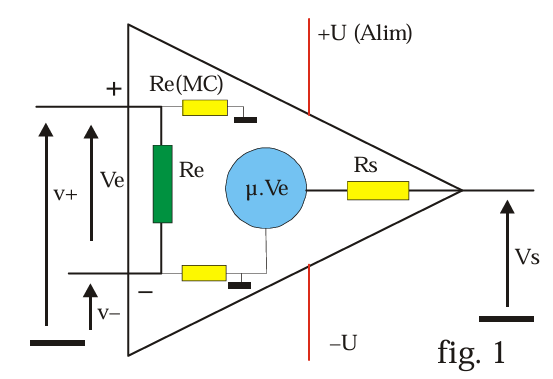 +U (Alim)
+
Re(MC)
Re
Ve
v+
μ.Ve
Rs
Vs
–
v–
–U
fig. 1